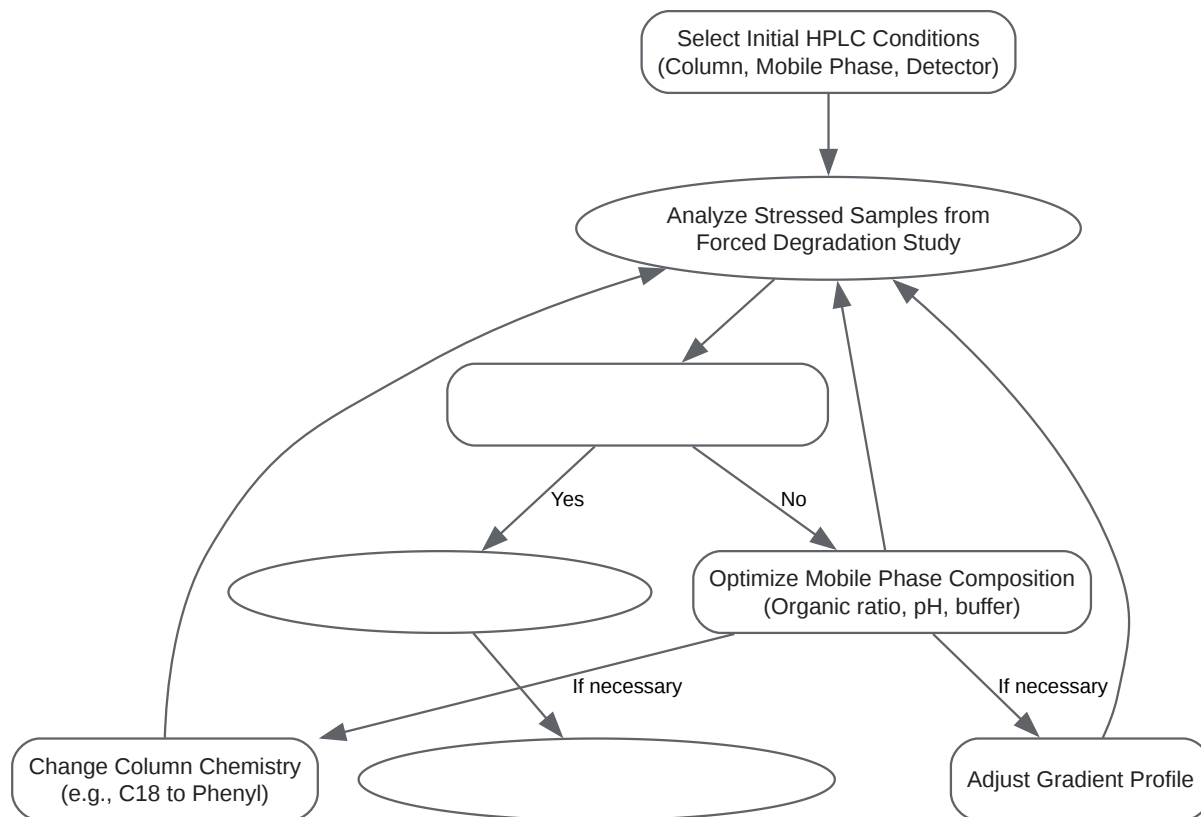 Select Initial HPLC Conditions
(Column, Mobile Phase, Detector)
Analyze Stressed Samples from
Forced Degradation Study
Yes
No
Optimize Mobile Phase Composition
(Organic ratio, pH, buffer)
If necessary
If necessary
Change Column Chemistry
(e.g., C18 to Phenyl)
Adjust Gradient Profile